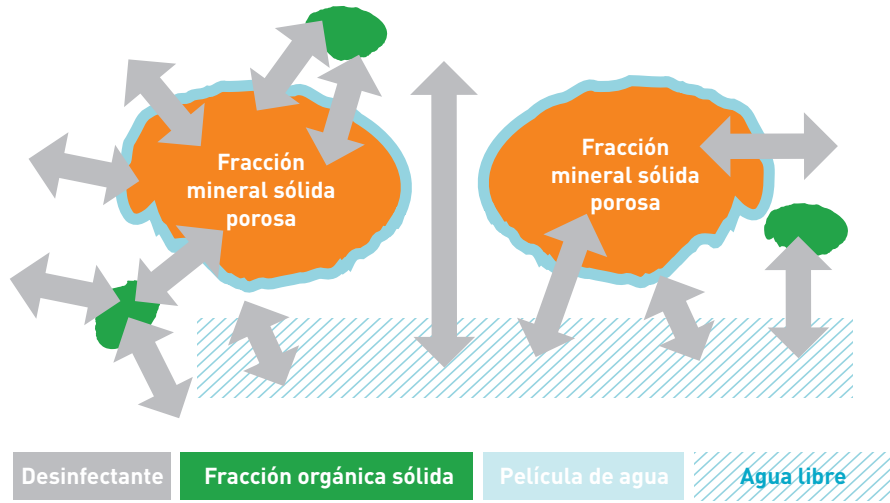 Fracción
mineral sólida
porosa
Fracción
mineral sólida
porosa
Desinfectante
Fracción orgánica sólida
Película de agua
Agua libre